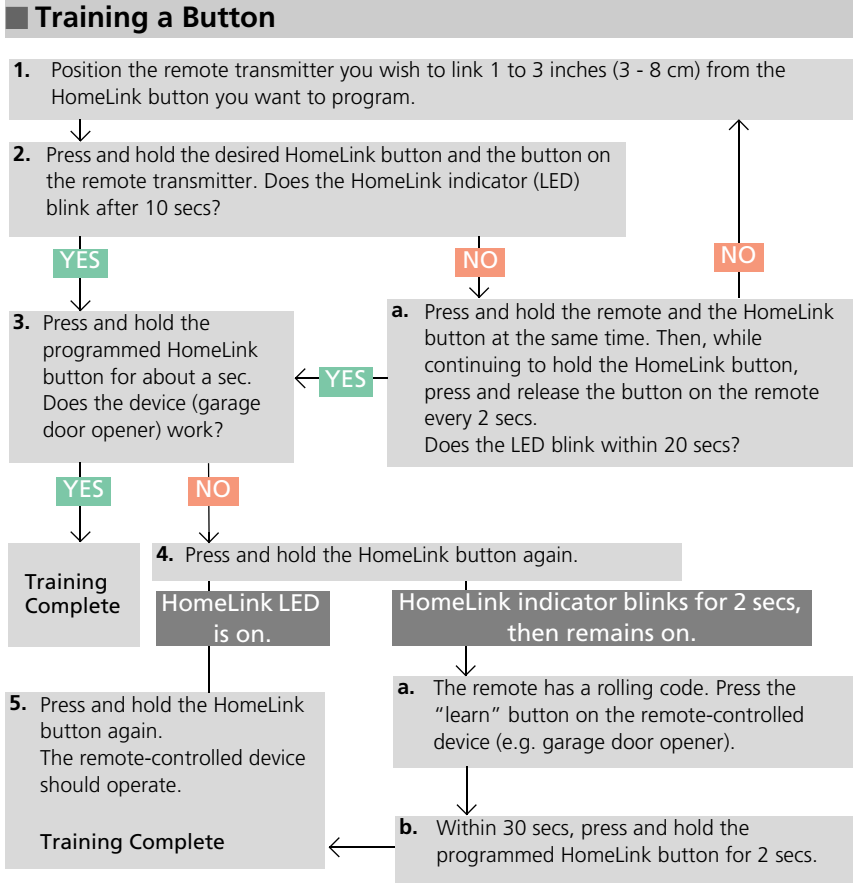 Training a Button
1. Position the remote transmitter you wish to link 1 to 3 inches (3 - 8 cm) from the
HomeLink button you want to program.
2. Press and hold the desired HomeLink button and the button on
the remote transmitter. Does the HomeLink indicator (LED)
blink after 10 secs?
YES
NO
NO
a. Press and hold the remote and the HomeLink
button at the same time. Then, while
continuing to hold the HomeLink button,
press and release the button on the remote
every 2 secs.
Does the LED blink within 20 secs?
YES
3. Press and hold the
programmed HomeLink
button for about a sec.
Does the device (garage
door opener) work?
YES
NO
Training
Complete
4. Press and hold the HomeLink button again.
HomeLink LED
is on.
HomeLink indicator blinks for 2 secs,
then remains on.
a. The remote has a rolling code. Press the
“learn” button on the remote-controlled
device (e.g. garage door opener).
b. Within 30 secs, press and hold the
programmed HomeLink button for 2 secs.
5. Press and hold the HomeLink
button again.
The remote-controlled device
should operate.
Training Complete